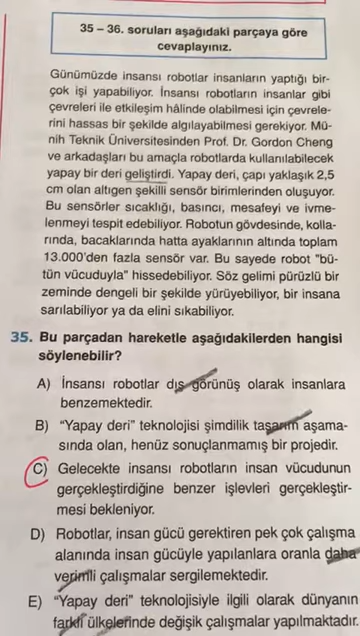 35 – 36. soruları aşağıdaki parçaya göre
cevaplayınız.
Günümüzde insansı robotlar insanların yaptığı bir-
çok işi yapabiliyor. İnsansı robotların insanlar gibi
çevreleri ile etkileşim hâlinde olabilmesi için çevrele-
rini hassas bir şekilde algılayabilmesi gerekiyor. Mü-
nih Teknik Üniversitesinden Prof. Dr. Gordon Cheng
ve arkadaşları bu amaçla robotlarda kullanılabilecek
yapay bir deri geliştirdi. Yapay deri, çapı yaklaşık 2,5
cm olan altıgen şekilli sensör birimlerinden oluşuyor.
Bu sensörler sıcaklığı, basıncı, mesafeyi ve ivme-
lenmeyi tespit edebiliyor. Robotun gövdesinde, kolla-
rında, bacaklarında hatta ayaklarının altında toplam
13.000'den fazla sensör var. Bu sayede robot "bü-
tün vücuduyla" hissedebiliyor. Söz gelimi pürüzlü bir
zeminde dengeli bir şekilde yürüyebiliyor, bir insana
sarılabiliyor ya da elini sıkabiliyor.
35. Bu parçadan hareketle aşağıdakilerden hangisi
söylenebilir?
A) İnsansı robotlar dış görünüş olarak insanlara
benzemektedir.
B) "Yapay deri" teknolojisi şimdilik tasarım aşama-
sında olan, henüz sonuçlanmamış bir projedir.
C) Gelecekte insansı robotların insan vücudunun
gerçekleştirdiğine benzer işlevleri gerçekleştir-
mesi bekleniyor.
D) Robotlar, insan gücü gerektiren pek çok çalışma
alanında insan gücüyle yapılanlara oranla daha
verimli çalışmalar sergilemektedir.
E) "Yapay deri" teknolojisiyle ilgili olarak dünyanın
farklı ülkelerinde değişik çalışmalar yapılmaktadır.